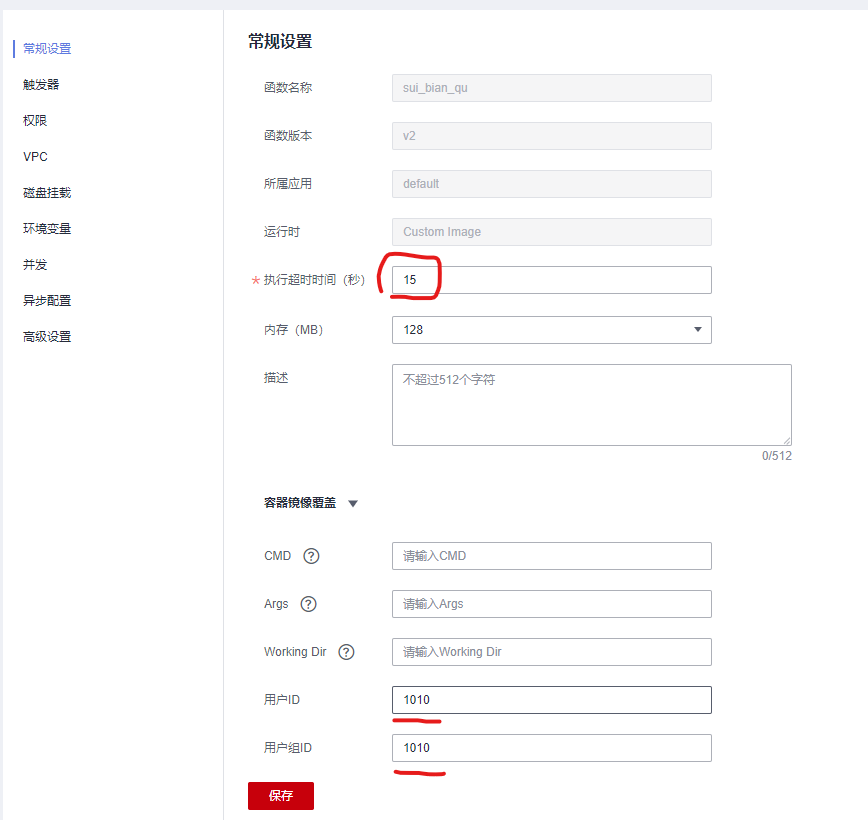 常规设置
触发器
权限
VPC
磁盘挂载
环境变量
并发
异步配置
高级设置
常规设置
函数名称 sui_bian_qu
函数版本 v2
所属应用 default
运行时 Custom Image
* 执行超时时间（秒） 15
内存（MB） 128
描述 不超过512个字符
0/512
容器镜像覆盖
CMD ? 请输入CMD
Args ? 请输入Args
Working Dir ? 请输入Working Dir
用户ID 1010
用户组ID 1010
保存